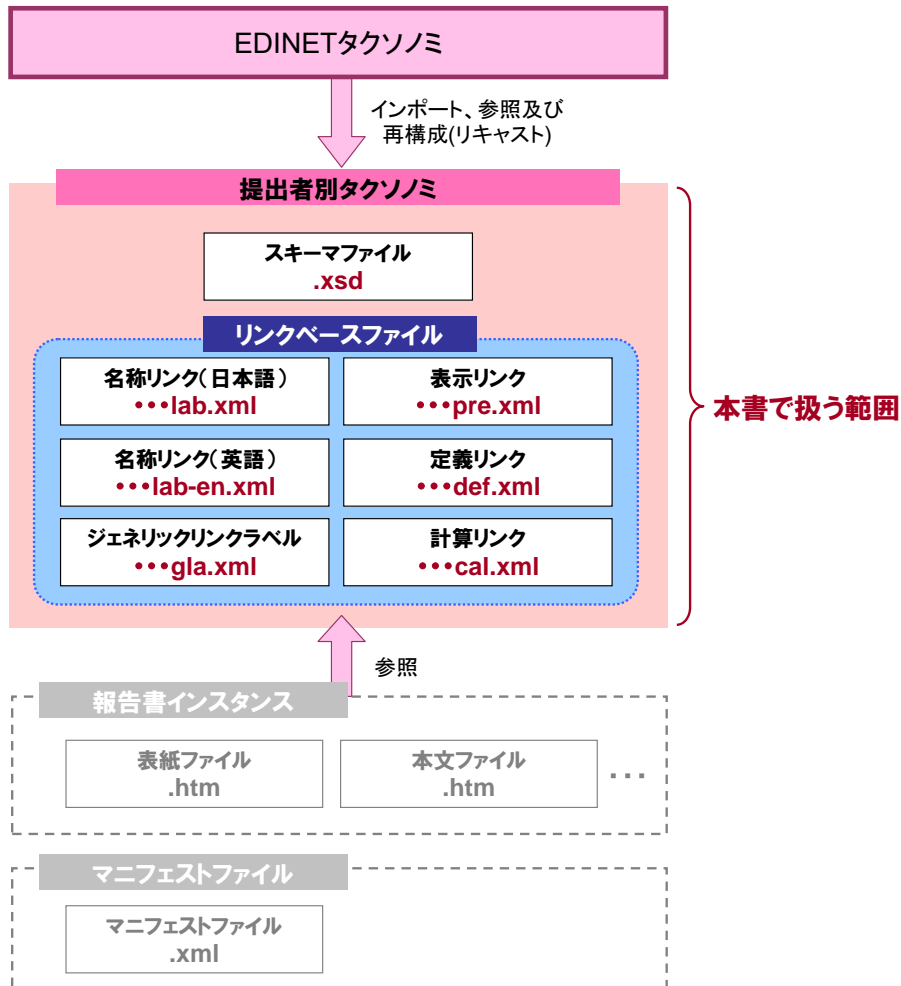 EDINETタクソノミ
インポート、参照及び
再構成(リキャスト)
提出者別タクソノミ
スキーマファイル
.xsd
リンクベースファイル
名称リンク(日本語)
•••lab.xml
表示リンク
•••pre.xml
名称リンク(英語)
•••lab-en.xml
定義リンク
•••def.xml
ジェネリックリンクラベル
•••gla.xml
計算リンク
•••cal.xml
本書で扱う範囲
参照
報告書インスタンス
表紙ファイル
.htm
本文ファイル
.htm
...
マニフェストファイル
マニフェストファイル
.xml